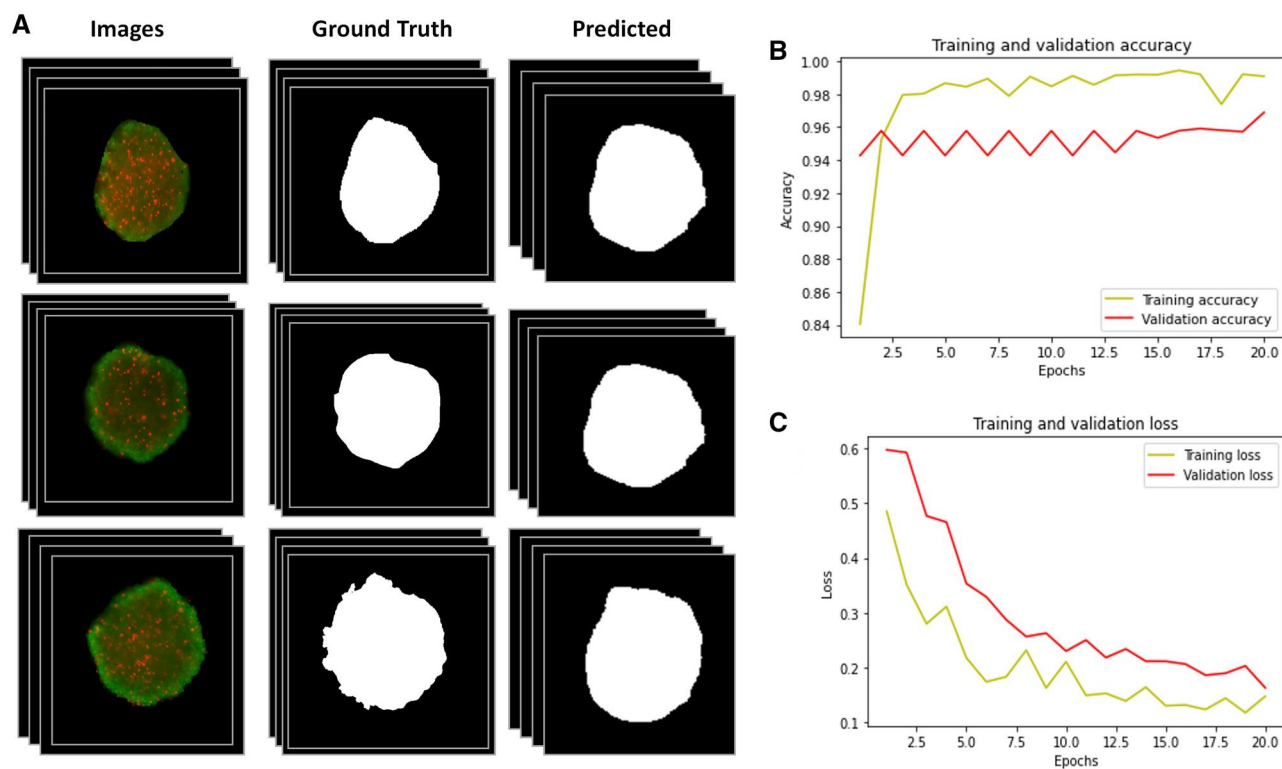 A
Images
Ground Truth
Predicted
B
Training and validation accuracy
1.00
0.98
0.96
0.94
0.92
0.90
0.88
0.86
0.84
Accuracy
Training accuracy
Validation accuracy
2.5 5.0 7.5 10.0 12.5 15.0 17.5 20.0
Epochs
C
Training and validation loss
0.6
0.5
0.4
0.3
0.2
0.1
Loss
Training loss
Validation loss
2.5 5.0 7.5 10.0 12.5 15.0 17.5 20.0
Epochs